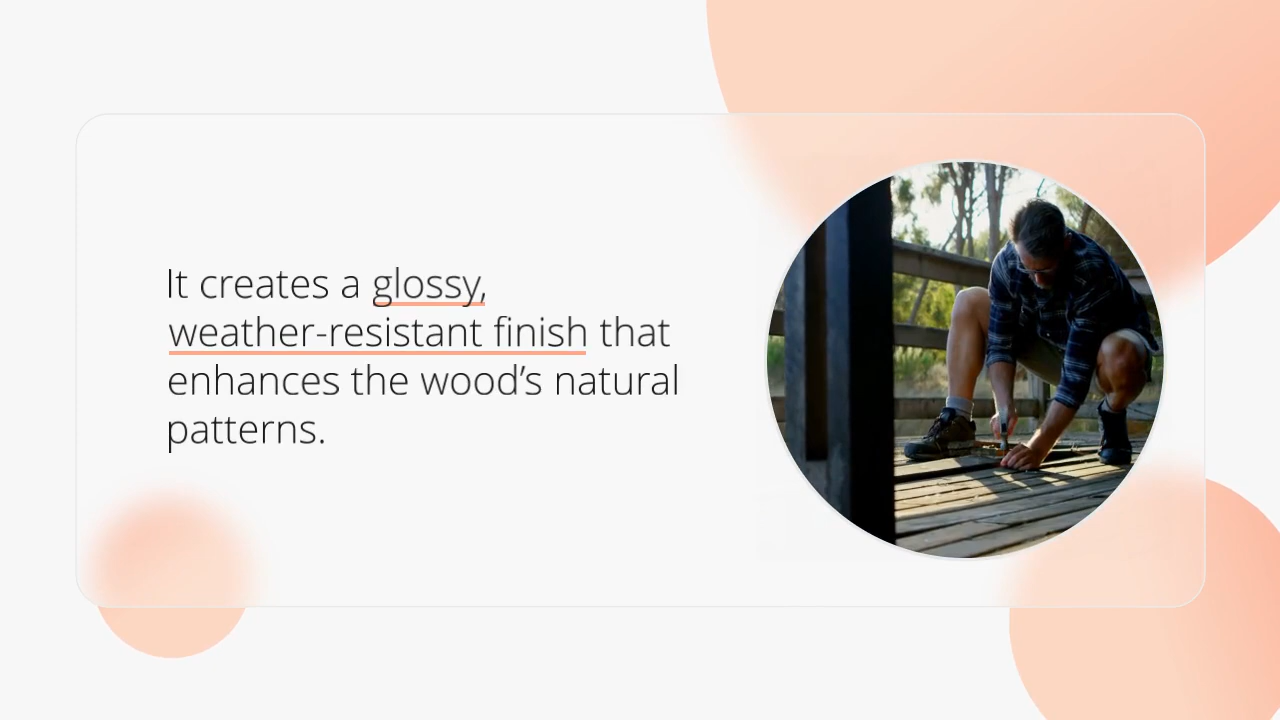 It creates a glossy,
weather-resistant finish that
enhances the wood’s natural
patterns.